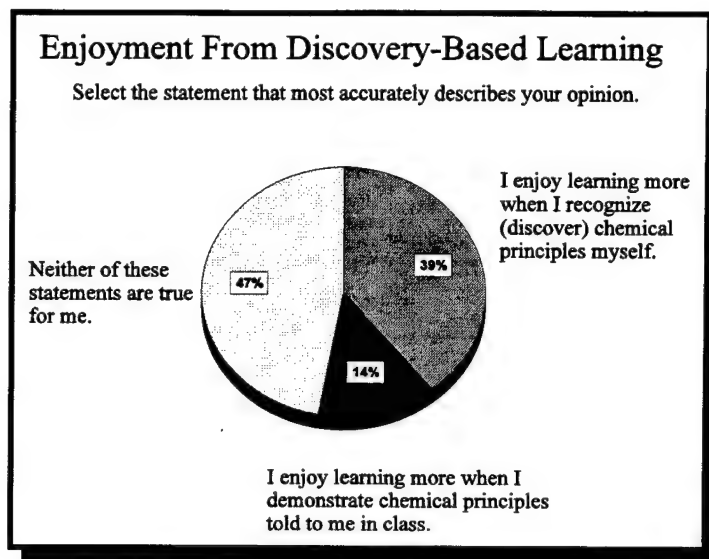 Enjoyment From Discovery-Based Learning
Select the statement that most accurately describes your opinion.
I enjoy learning more
when I recognize
(discover) chemical
principles myself.
39%
Neither of these
statements are true
for me.
47%
14%
I enjoy learning more when I
demonstrate chemical principles
told to me in class.